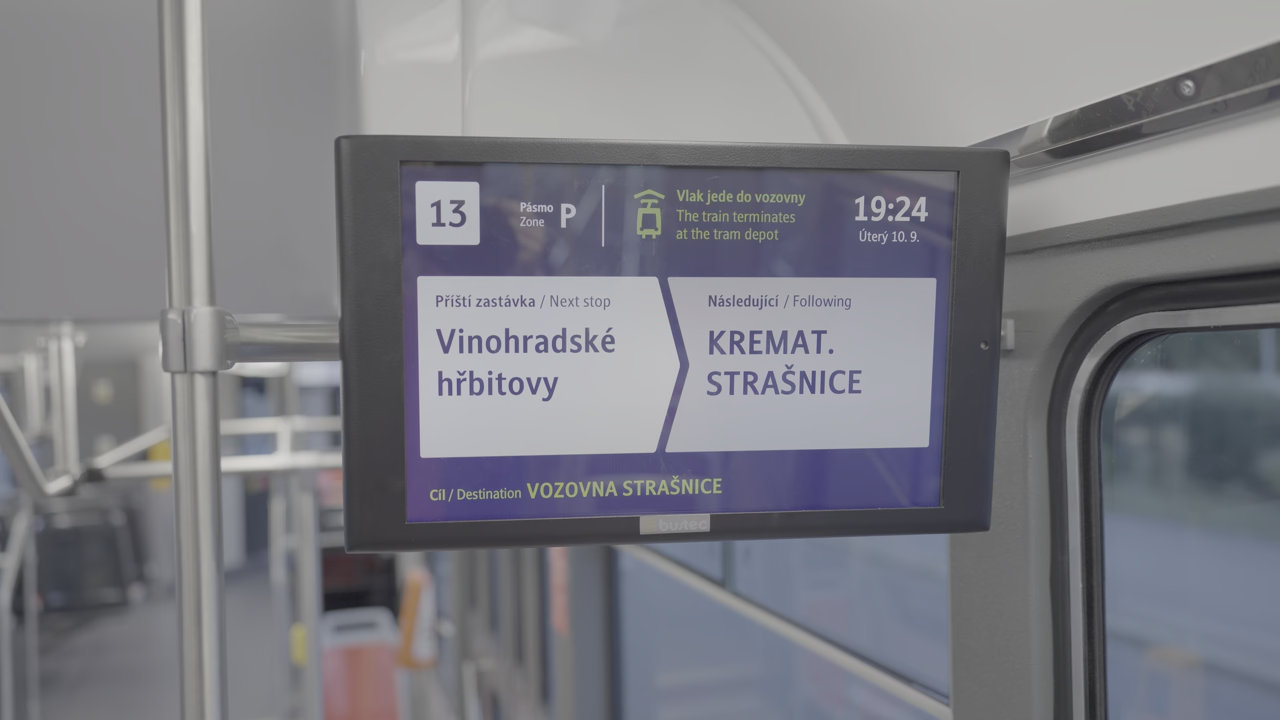 13
Pásmo
Zone
P
Vlak jede do vozovny
The train terminates
at the tram depot
19:24
Úterý 10. 9.
Příští zastávka / Next stop
Vinohradské
hřbitovy
Následující / Following
KREMAT.
STRAŠNICE
Cíl / Destination VOZOVNA STRAŠNICE
bustec